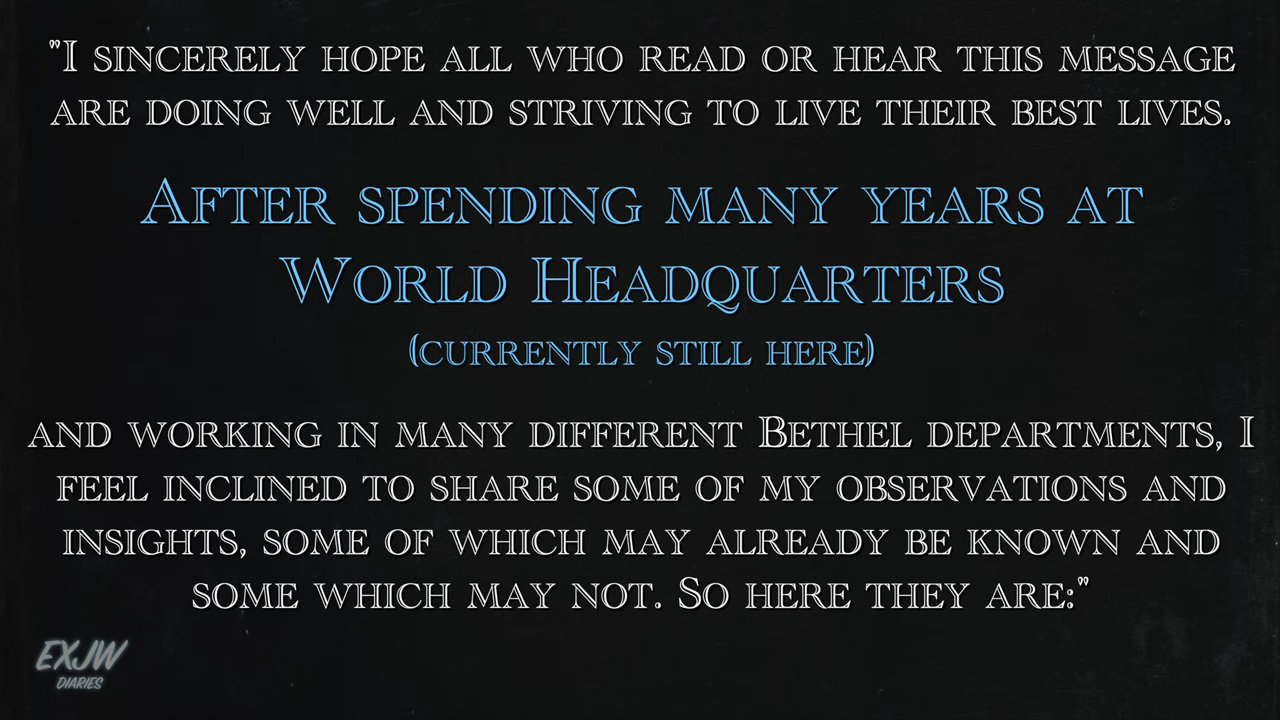 "I sincerely hope all who read or hear this message
are doing well and striving to live their best lives.
After spending many years at
World Headquarters
(currently still here)
and working in many different Bethel departments, I
feel inclined to share some of my observations and
insights, some of which may already be known and
some which may not. So here they are:"
EXJW
DIARIES